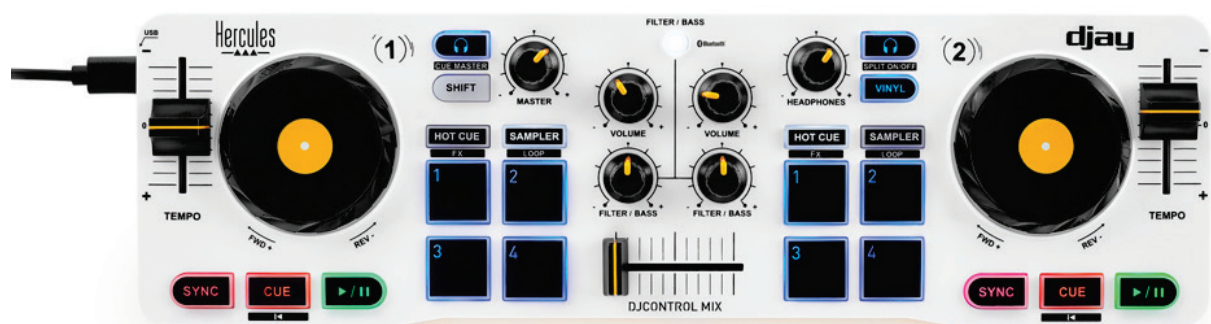 USB
-
Hercules
(1)
CUE MASTER
SHIFT
MASTER
- +
FILTER / BASS
Bluetooth
HEADPHONES
- +
SPLIT ON•OFF
VINYL
(2)
djay
-
0
+
TEMPO
FWD +
REV -
HOT CUE
SAMPLER
FX
LOOP
1
2
3
4
- VOLUME +
- VOLUME +
- FILTER / BASS +
- FILTER / BASS +
DJCONTROL MIX
HOT CUE
SAMPLER
FX
LOOP
1
2
3
4
0
+
TEMPO
FWD +
REV -
SYNC
CUE
SYNC
CUE